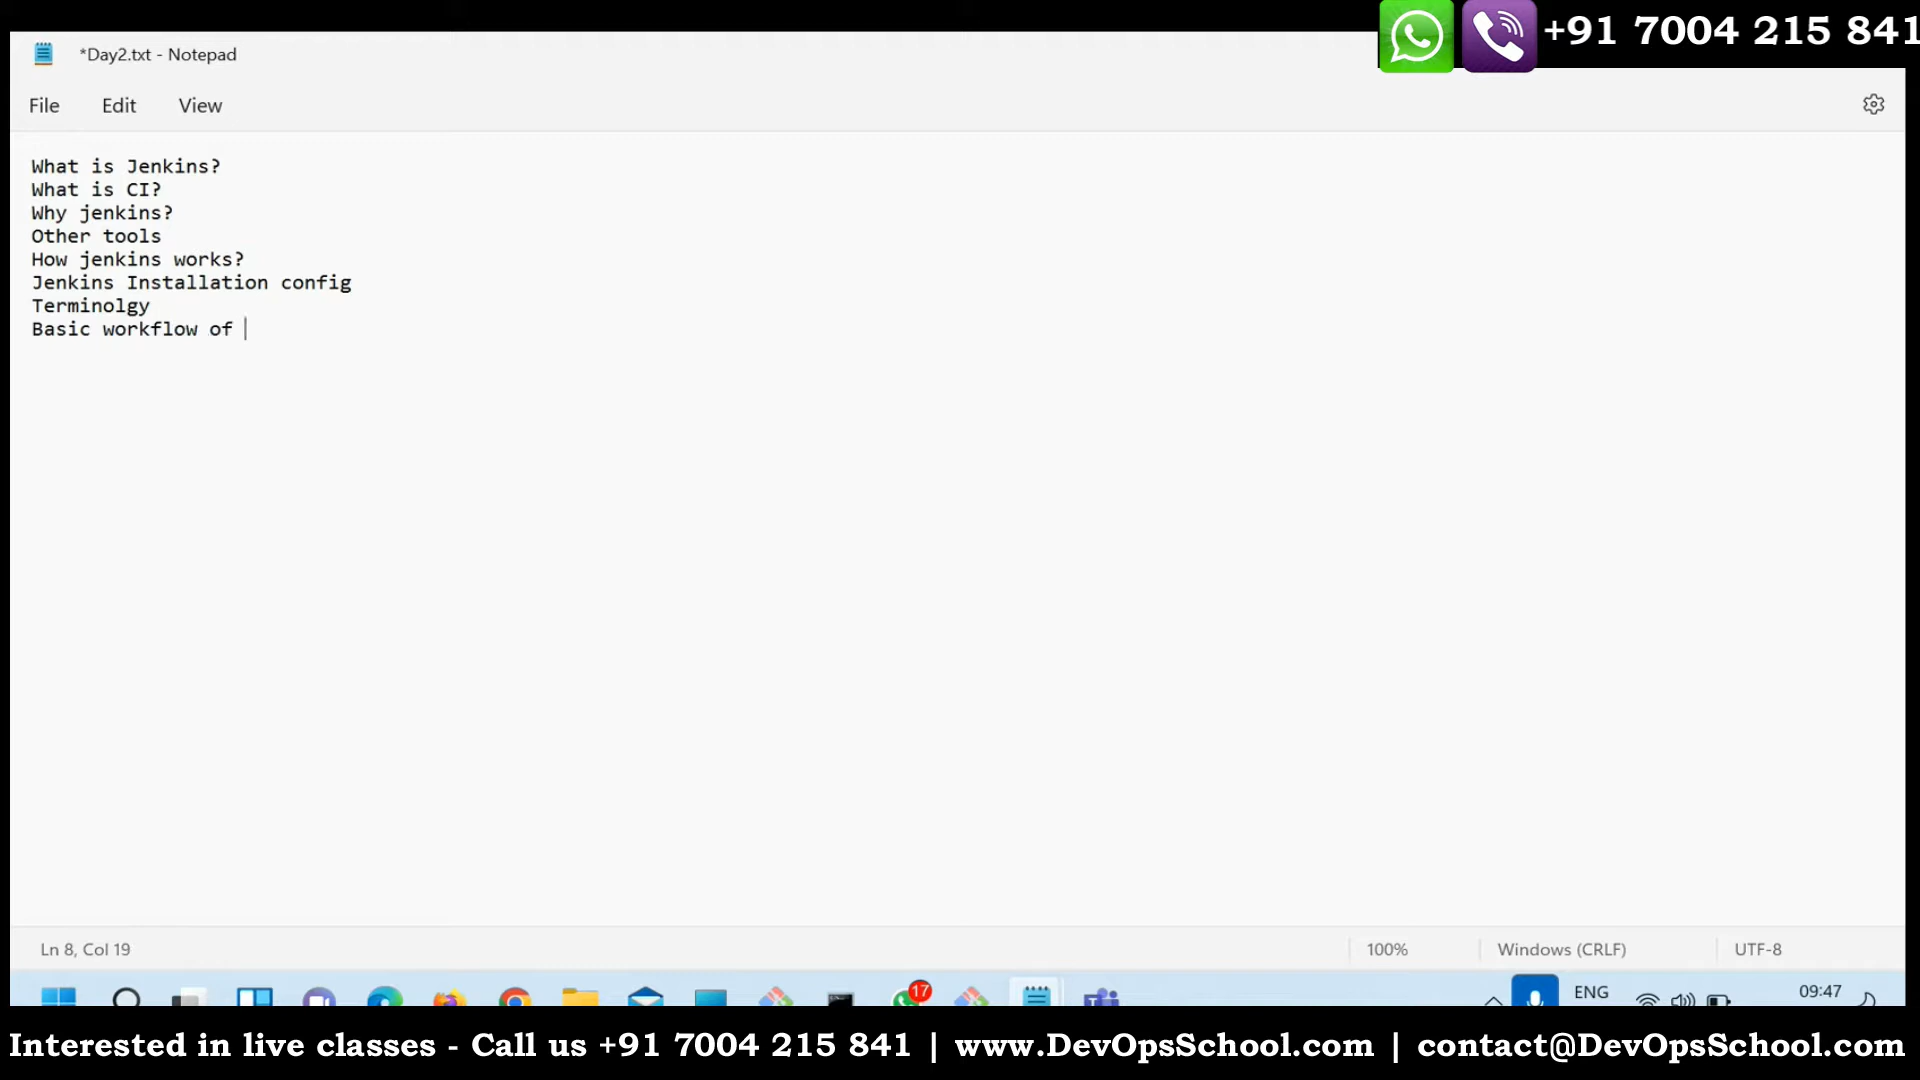 +91 7004 215 841
*Day2.txt - Notepad
File Edit View
What is Jenkins?
What is CI?
Why jenkins?
Other tools
How jenkins works?
Jenkins Installation config
Terminolgy
Basic workflow of
Ln 8, Col 19 100% Windows (CRLF) UTF-8
17
ENG 09:47
Interested in live classes - Call us +91 7004 215 841 | www.DevOpsSchool.com | contact@DevOpsSchool.com